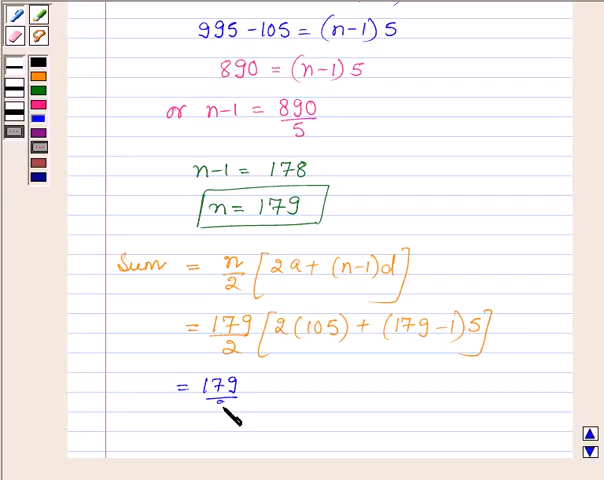 995 - 105 = (n-1) 5
890 = (n-1) 5
or n-1 = 890/5
n-1 = 178
n = 179
Sum = n/2 [2a + (n-1)d]
= 179/2 [2(105) + (179-1)5]
= 179